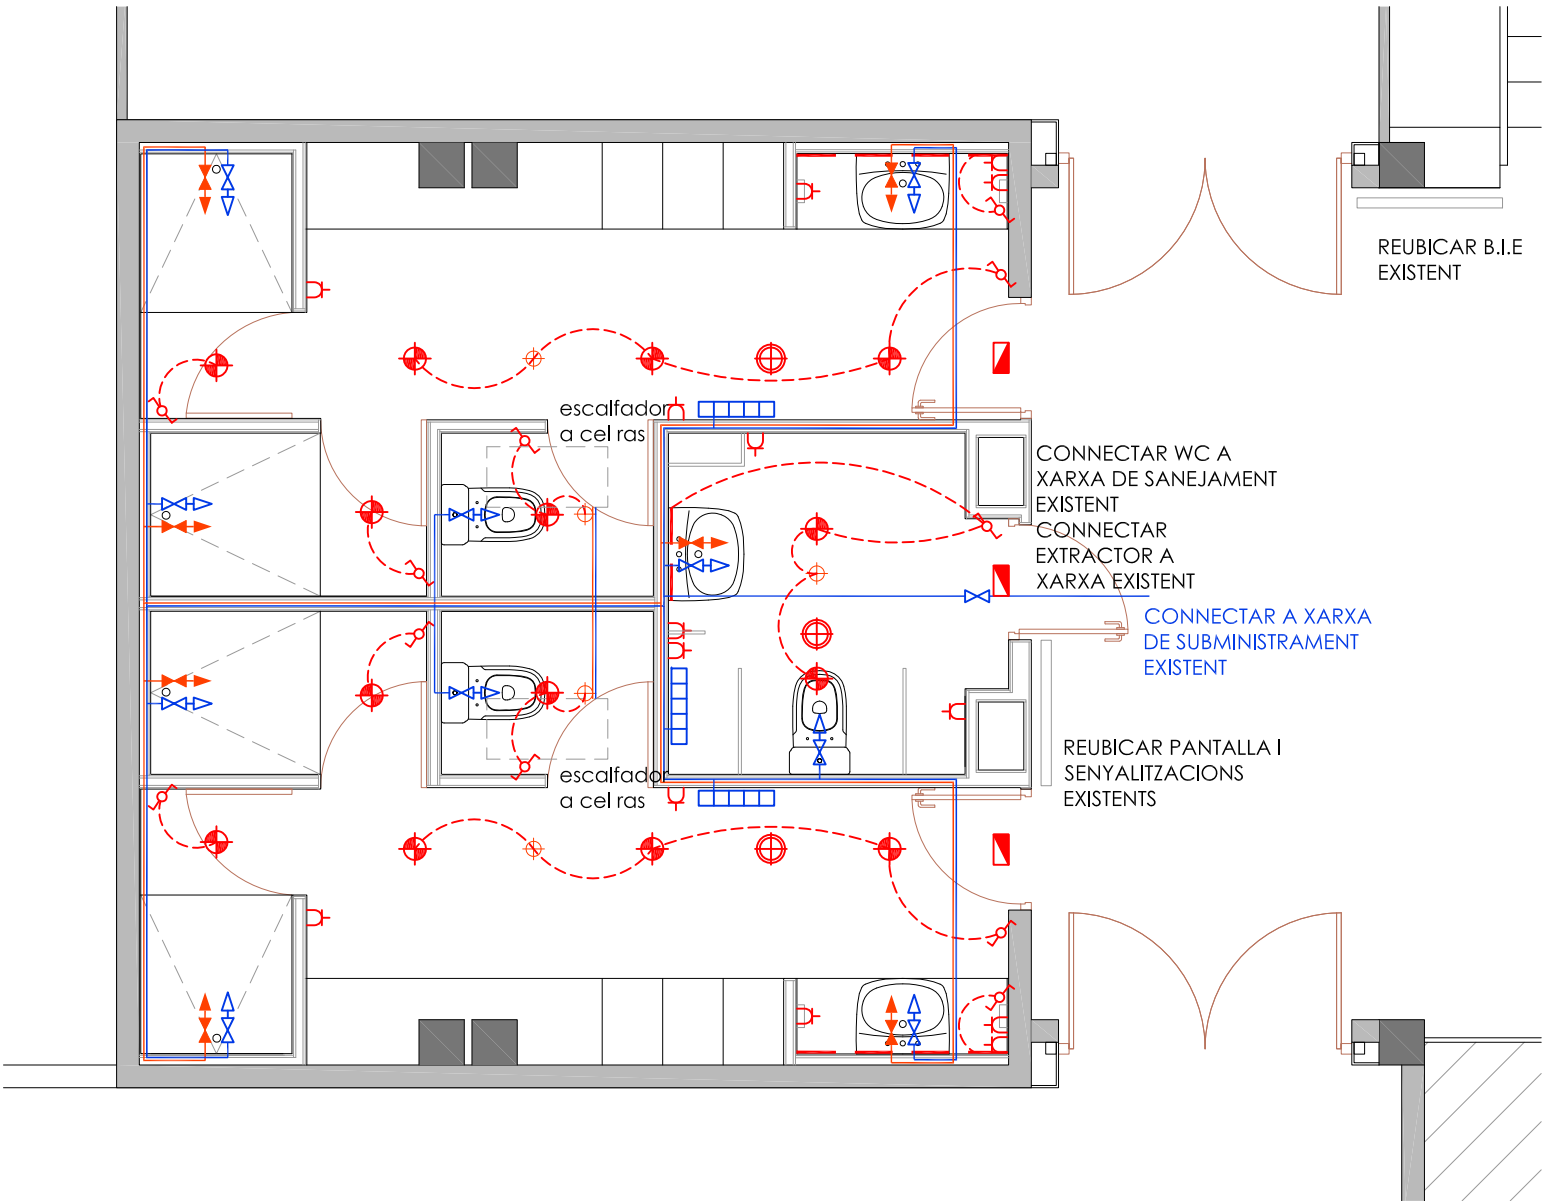 REUBICAR B.I.E
EXISTENT
escalfador
a cel ras
CONNECTAR WC A
XARXA DE SANEJAMENT
EXISTENT
CONNECTAR
EXTRACTOR A
XARXA EXISTENT
CONNECTAR A XARXA
DE SUBMINISTRAMENT
EXISTENT
REUBICAR PANTALLA I
SENYALITZACIONS
EXISTENTS
escalfador
a cel ras